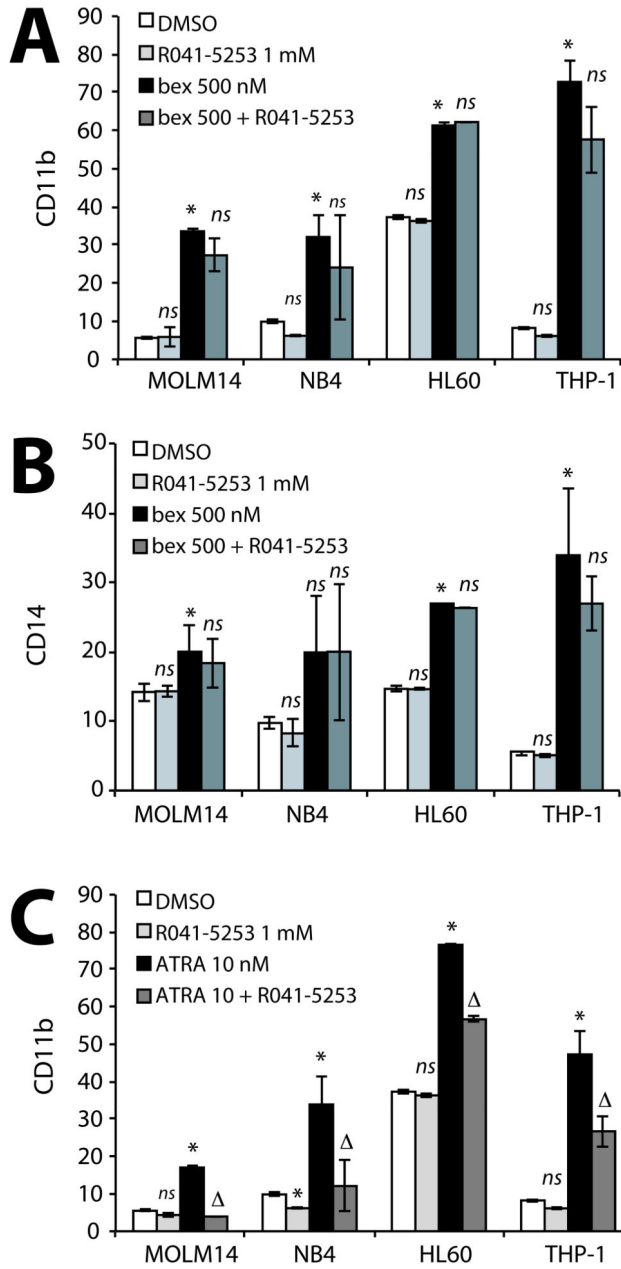 A
90
80
70
60
50
40
30
20
10
0
CD11b
DMSO
R041-5253 1 mM
bex 500 nM
bex 500 + R041-5253
ns * ns
ns * ns
ns * ns
ns * ns
MOLM14 NB4 HL60 THP-1
B
50
40
30
20
10
0
CD14
DMSO
R041-5253 1 mM
bex 500 nM
bex 500 + R041-5253
ns * ns
ns ns ns
ns * ns
ns * ns
MOLM14 NB4 HL60 THP-1
C
90
80
70
60
50
40
30
20
10
0
CD11b
DMSO
R041-5253 1 mM
ATRA 10 nM
ATRA 10 + R041-5253
ns * Δ
* * Δ
ns * Δ
ns * Δ
MOLM14 NB4 HL60 THP-1